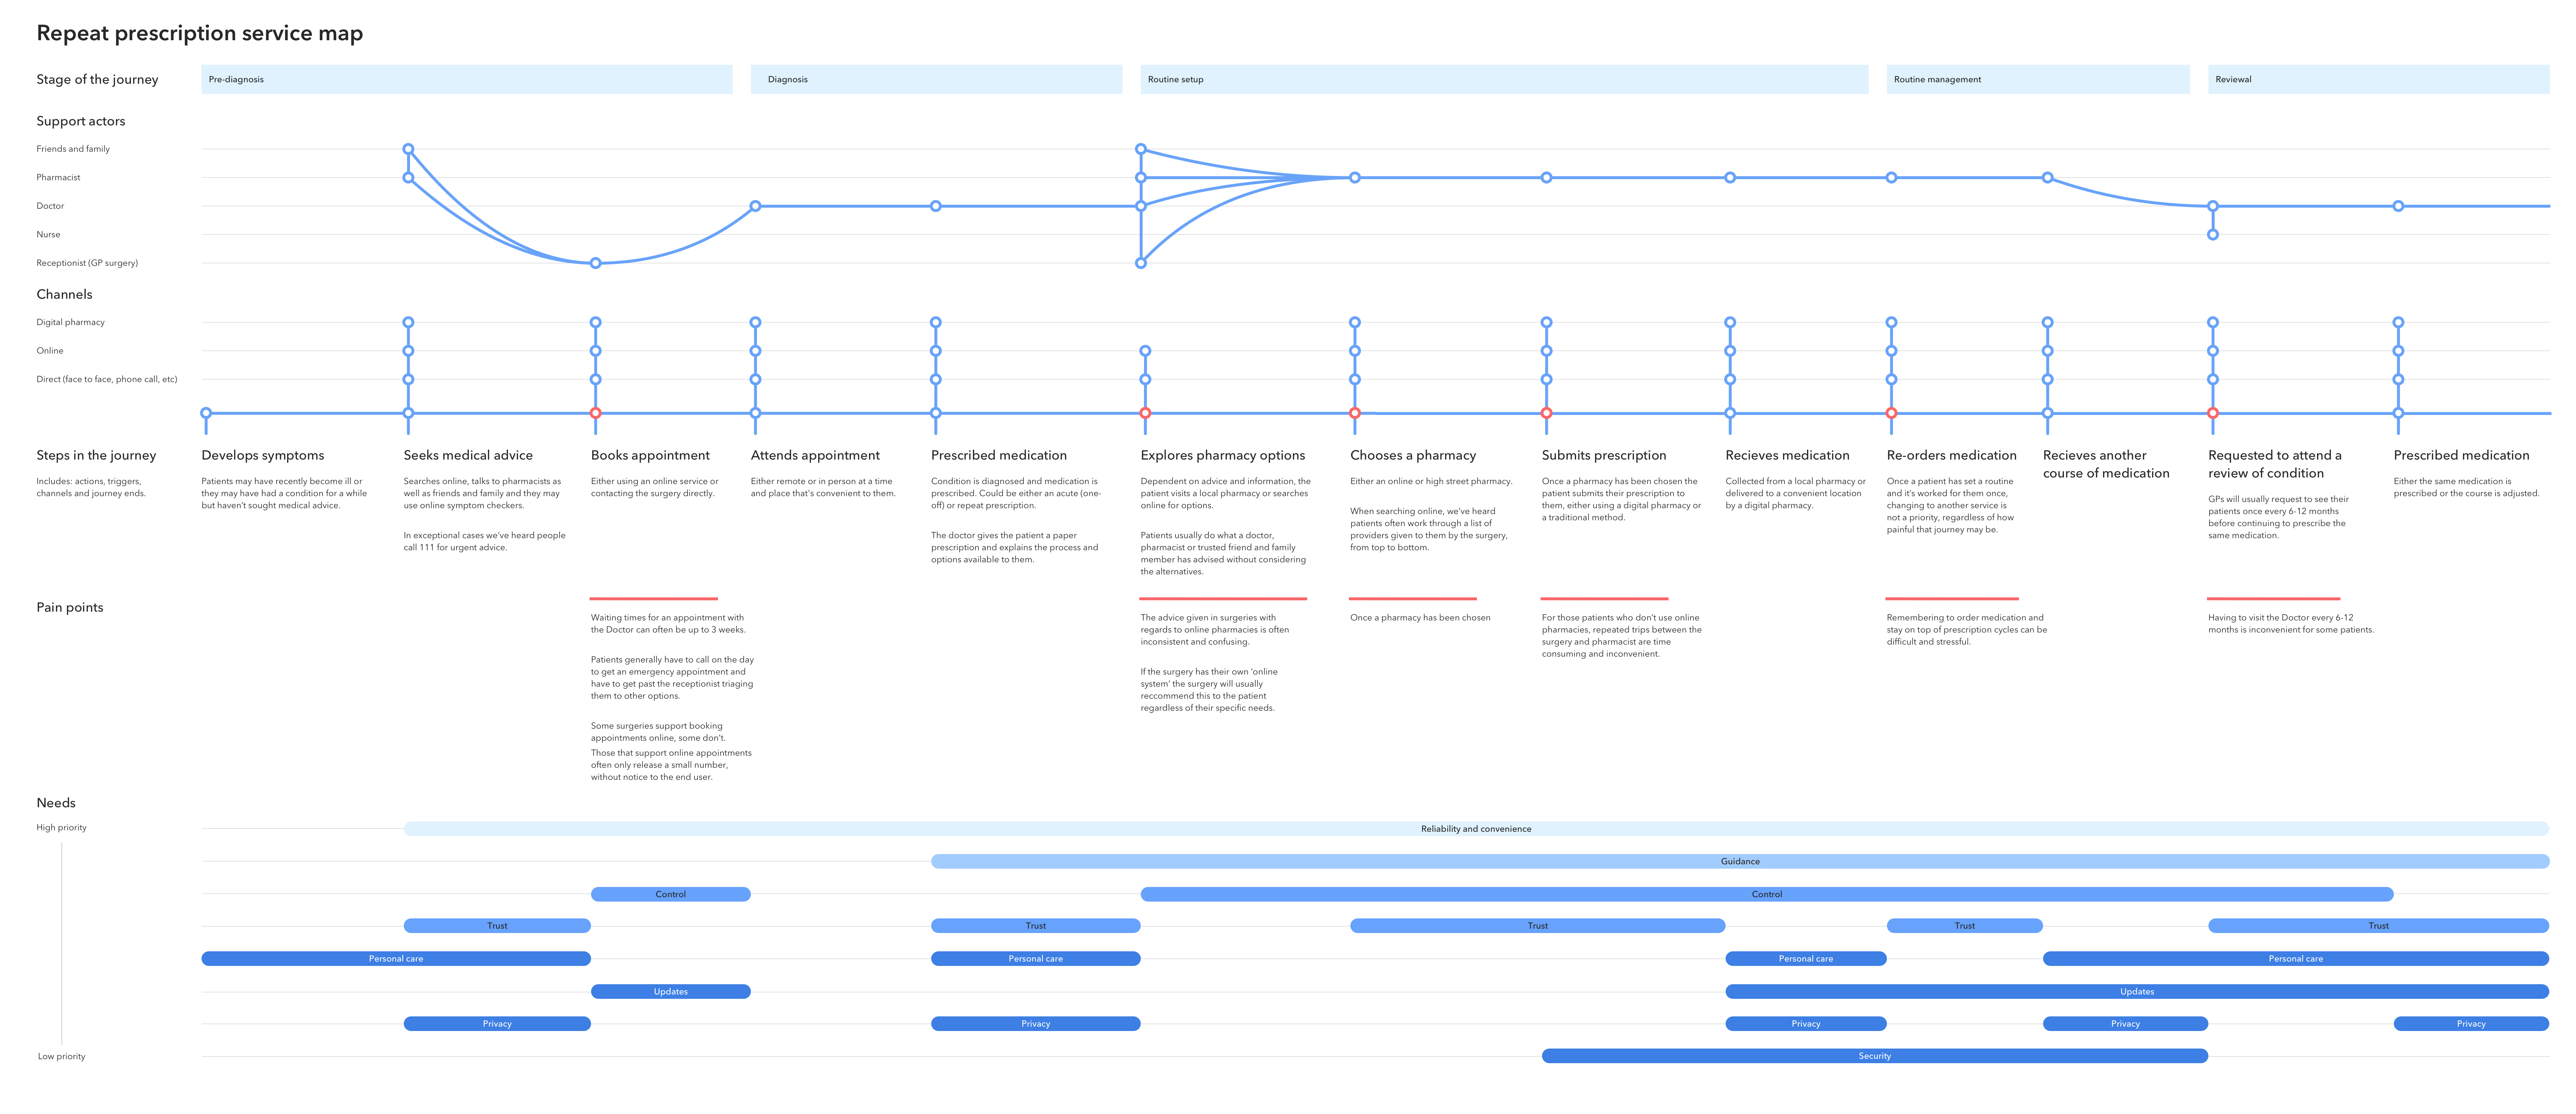 Repeat prescription service map
Stage of the journey
Pre-diagnosis
Diagnosis
Routine setup
Routine management
Reviewal
Support actors
Friends and family
Pharmacist
Doctor
Nurse
Receptionist (GP surgery)
Channels
Digital pharmacy
Online
Direct (face to face, phone call, etc)
Steps in the journey
Includes: actions, triggers,
channels and journey ends.
Develops symptoms
Patients may have recently become ill or
they may have had a condition for a while
but haven't sought medical advice.
Seeks medical advice
Searches online, talks to pharmacists as
well as friends and family and they may
use online symptom checkers.
In exceptional cases we've heard people
call 111 for urgent advice.
Books appointment
Either using an online service or
contacting the surgery directly.
Attends appointment
Either remote or in person at a time
and place that's convenient to them.
Prescribed medication
Condition is diagnosed and medication is
prescribed. Could be either an acute (one-
off) or repeat prescription.
The doctor gives the patient a paper
prescription and explains the process and
options available to them.
Explores pharmacy options
Dependent on advice and information, the
patient visits a local pharmacy or searches
online for options.
Patients usually do what a doctor,
pharmacist or trusted friend and family
member has advised without considering
the alternatives.
Chooses a pharmacy
Either an online or high street pharmacy.
When searching online, we've heard
patients often work through a list of
providers given to them by the surgery,
from top to bottom.
Submits prescription
Once a pharmacy has been chosen the
patient submits their prescription to
them, either using a digital pharmacy or
a traditional method.
Recieves medication
Collected from a local pharmacy or
delivered to a convenient location
by a digital pharmacy.
Re-orders medication
Once a patient has set a routine
and it's worked for them once,
changing to another service is
not a priority, regardless of how
painful that journey may be.
Recieves another
course of medication
Requested to attend a
review of condition
GPs will usually request to see their
patients once every 6-12 months
before continuing to prescribe the
same medication.
Prescribed medication
Either the same medication is
prescribed or the course is adjusted.
Pain points
Waiting times for an appointment with
the Doctor can often be up to 3 weeks.
Patients generally have to call on the day
to get an emergency appointment and
have to get past the receptionist triaging
them to other options.
Some surgeries support booking
appointments online, some don't.
Those that support online appointments
often only release a small number,
without notice to the end user.
The advice given in surgeries with
regards to online pharmacies is often
inconsistent and confusing.
If the surgery has their own 'online
system' the surgery will usually
reccommend this to the patient
regardless of their specific needs.
Once a pharmacy has been chosen
For those patients who don't use online
pharmacies, repeated trips between the
surgery and pharmacist are time
consuming and inconvenient.
Remembering to order medication and
stay on top of prescription cycles can be
difficult and stressful.
Having to visit the Doctor every 6-12
months is inconvenient for some patients.
Needs
High priority
Reliability and convenience
Guidance
Control
Control
Trust
Trust
Trust
Trust
Trust
Personal care
Personal care
Personal care
Personal care
Updates
Updates
Privacy
Privacy
Privacy
Privacy
Privacy
Low priority
Security